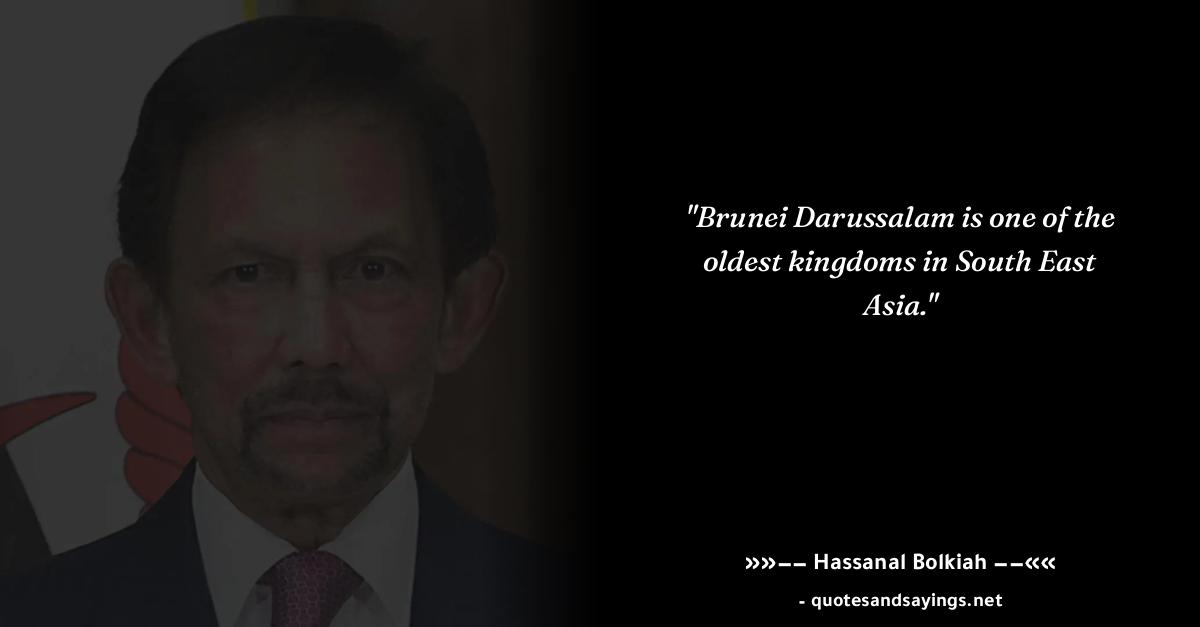 "Brunei Darussalam is one of the
oldest kingdoms in South East
Asia."
»»−− Hassanal Bolkiah −−««
- quotesandsayings.net